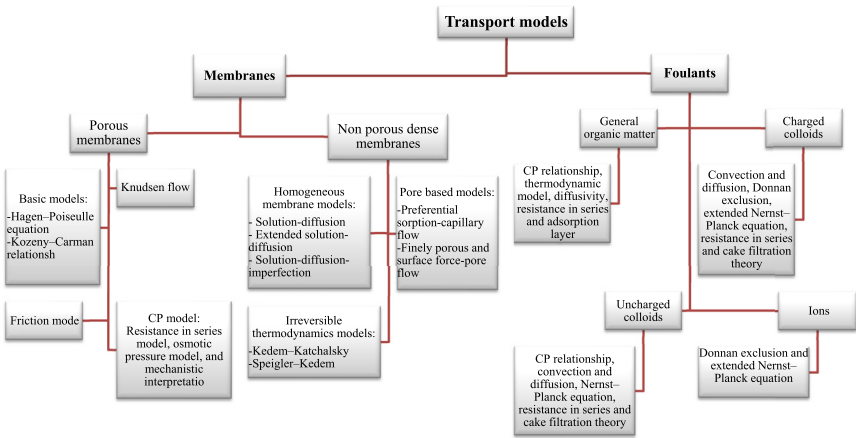 Transport models
Membranes
Foulants
Porous
membranes
Non porous dense
membranes
General
organic matter
Charged
colloids
Basic models:
-Hagen–Poiseulle
equation
-Kozeny–Carman
relationsh
Knudsen flow
Homogeneous
membrane models:
- Solution-diffusion
- Extended solution-
diffusion
- Solution-diffusion-
imperfection
Pore based models:
-Preferential
sorption-capillary
flow
-Finely porous and
surface force-pore
flow
CP relationship,
thermodynamic
model, diffusivity,
resistance in series
and adsorption
layer
Convection and
diffusion, Donnan
exclusion,
extended Nernst–
Planck equation,
resistance in series
and cake filtration
theory
Friction mode
CP model:
Resistance in series
model, osmotic
pressure model, and
mechanistic
interpretatio
Irreversible
thermodynamics models:
-Kedem–Katchalsky
-Speigler–Kedem
Uncharged
colloids
Ions
CP relationship,
convection and
diffusion, Nernst–
Planck equation,
resistance in series and
cake filtration theory
Donnan exclusion and
extended Nernst–
Planck equation